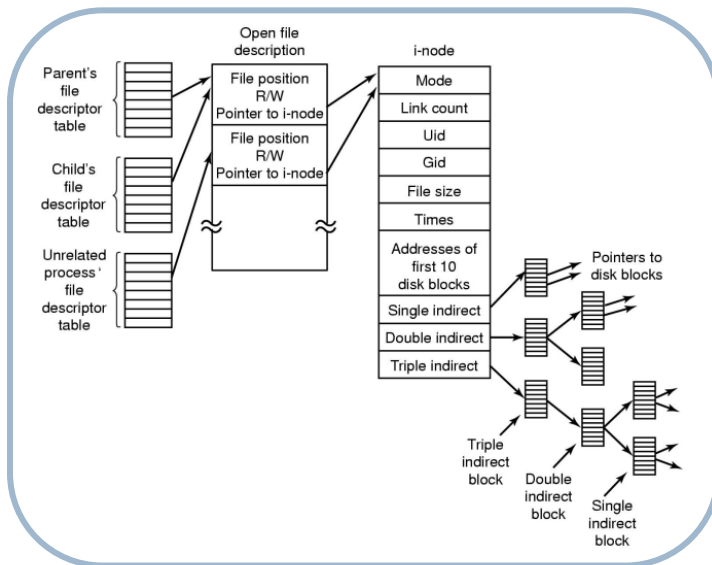 Open file
description
i-node
Parent's
file
descriptor
table
File position
R/W
Pointer to i-node
File position
R/W
Pointer to i-node
Mode
Link count
Uid
Gid
File size
Times
Addresses of
first 10
disk blocks
Single indirect
Double indirect
Triple indirect
Child's
file
descriptor
table
Unrelated
process'
file
descriptor
table
Pointers to
disk blocks
Triple
indirect
block
Double
indirect
block
Single
indirect
block